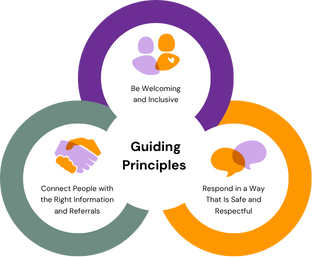 Be Welcoming
and Inclusive
Guiding
Principles
Connect People with
the Right Information
and Referrals
Respond in a Way
That Is Safe and
Respectful